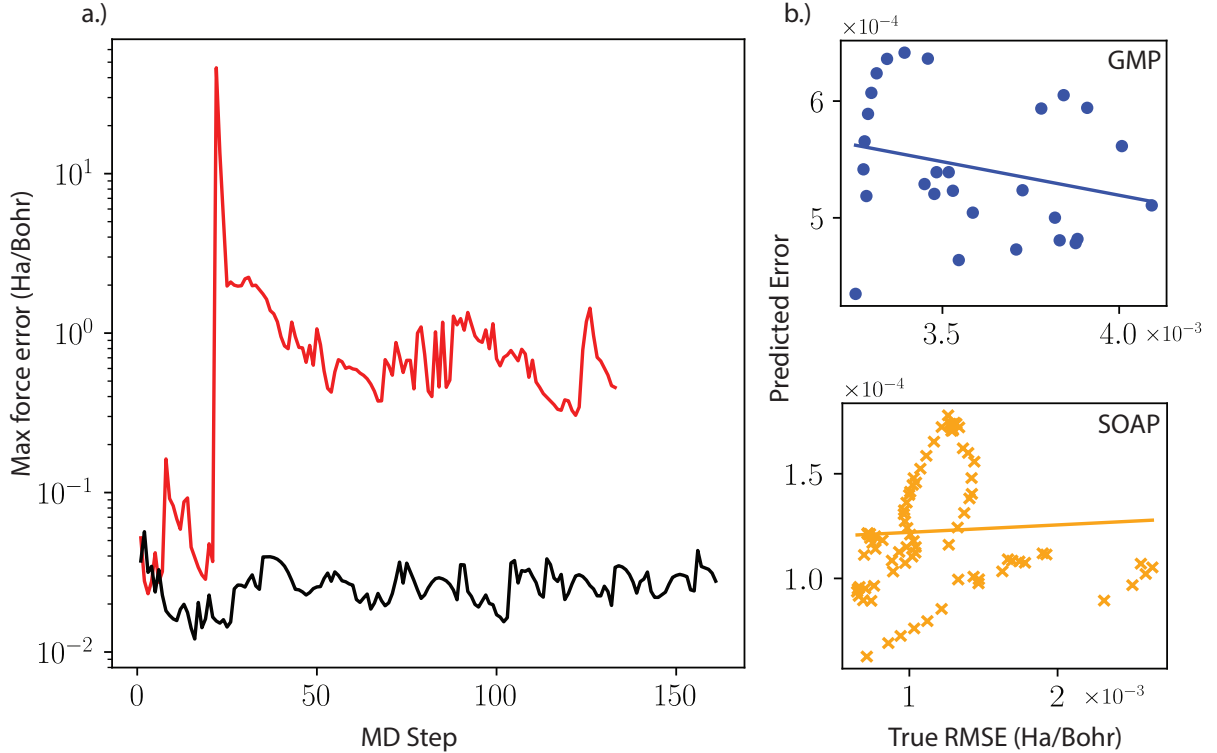 a.)
Max force error (Ha/Bohr)
10¹
10⁰
10⁻¹
10⁻²
0
50
100
150
MD Step
b.)
×10⁻⁴
GMP
6
5
3.5
4.0 ×10⁻³
Predicted Error
×10⁻⁴
SOAP
1.5
1.0
1
2 ×10⁻³
True RMSE (Ha/Bohr)